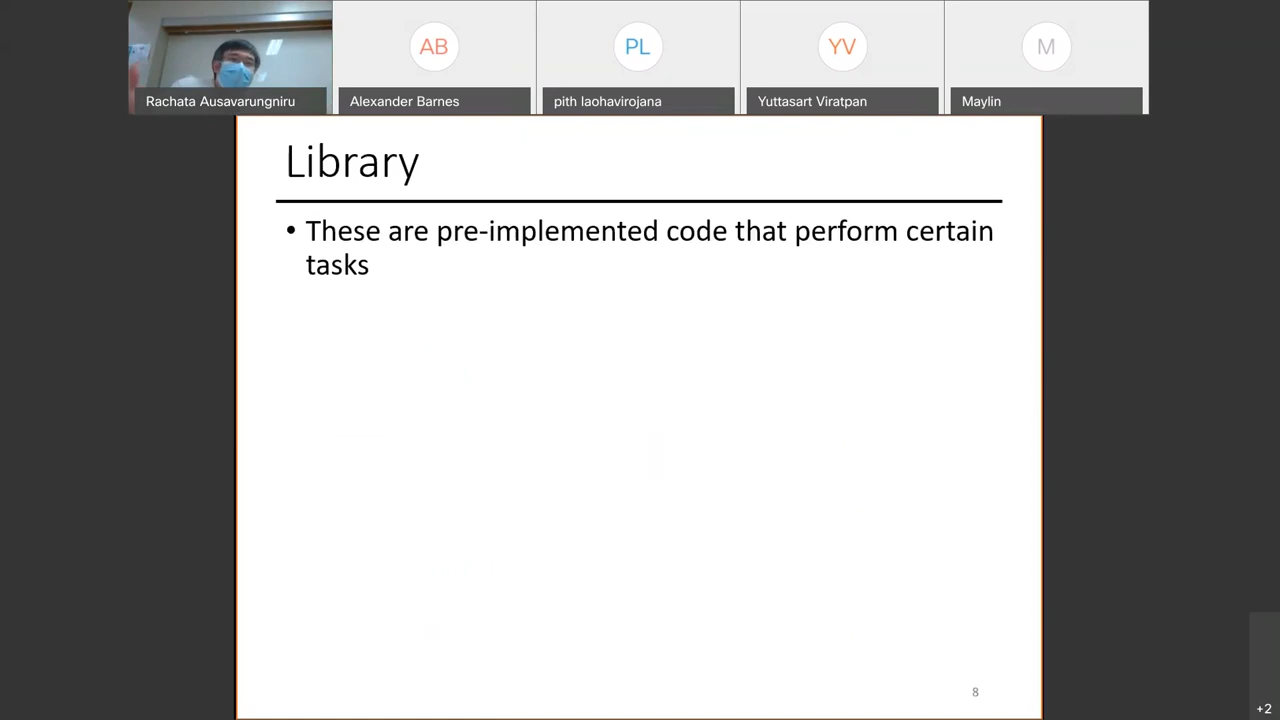 AB
PL
YV
M
Rachata Ausavarungniru
Alexander Barnes
pith laohavirojana
Yuttasart Viratpan
Maylin
Library
• These are pre-implemented code that perform certain
tasks
8
+2